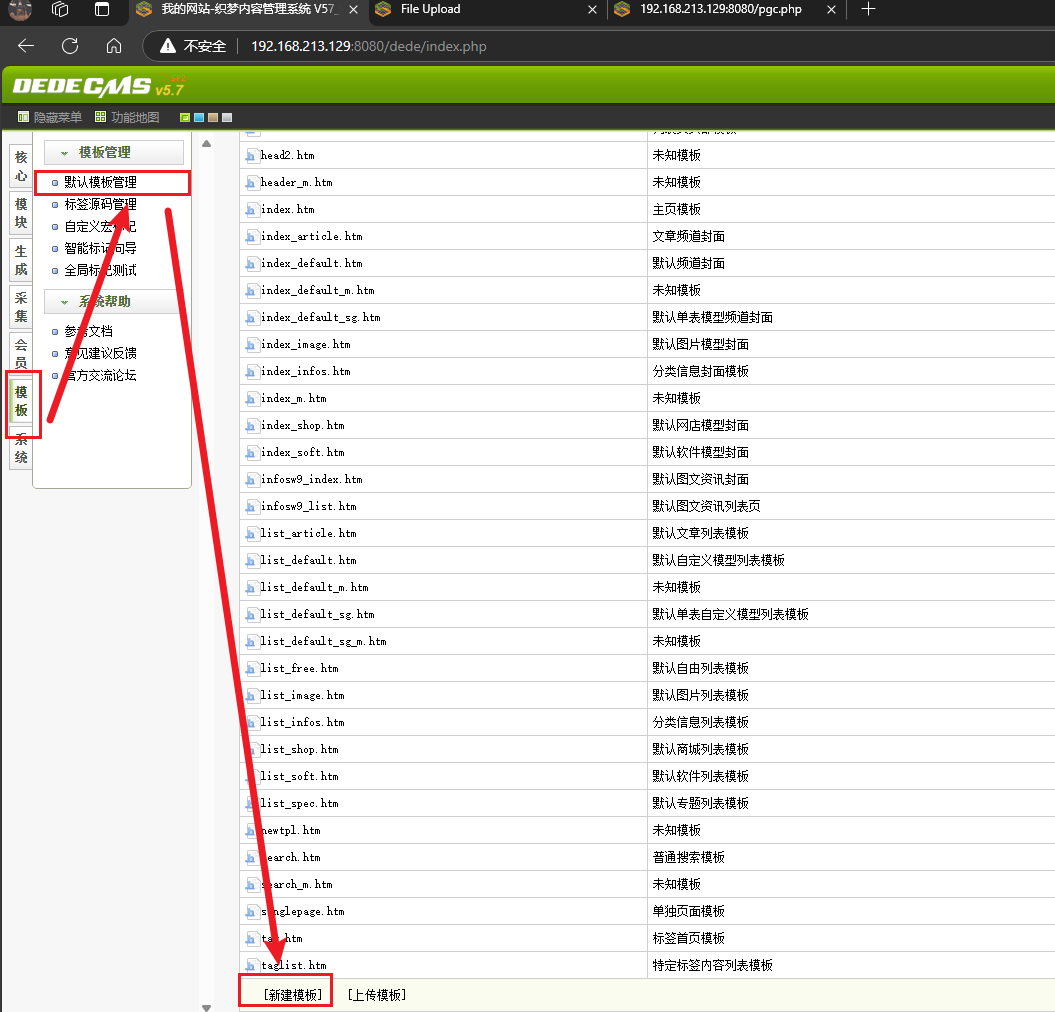 我的网站-织梦内容管理系统 V57_
File Upload
192.168.213.129:8080/pgc.php
不安全
192.168.213.129:8080/dede/index.php
DEDECMS v5.7 SP2
隐藏菜单 功能地图
核心
模块
生成
采集
会员
模板
系统
模板管理
默认模板管理
标签源码管理
自定义宏标记
智能标记向导
全局标记测试
系统帮助
参考文档
意见建议反馈
官方交流论坛
head2.htm 未知模板
header_m.htm 未知模板
index.htm 主页模板
index_article.htm 文章频道封面
index_default.htm 默认频道封面
index_default_m.htm 未知模板
index_default_sg.htm 默认单表模型频道封面
index_image.htm 默认图片模型封面
index_infos.htm 分类信息封面模板
index_m.htm 未知模板
index_shop.htm 默认网店模型封面
index_soft.htm 默认软件模型封面
infosw9_index.htm 默认图文资讯封面
infosw9_list.htm 默认图文资讯列表页
list_article.htm 默认文章列表模板
list_default.htm 默认自定义模型列表模板
list_default_m.htm 未知模板
list_default_sg.htm 默认单表自定义模型列表模板
list_default_sg_m.htm 未知模板
list_free.htm 默认自由列表模板
list_image.htm 默认图片列表模板
list_infos.htm 分类信息列表模板
list_shop.htm 默认商城列表模板
list_soft.htm 默认软件列表模板
list_spec.htm 默认专题列表模板
newtpl.htm 未知模板
search.htm 普通搜索模板
search_m.htm 未知模板
singlepage.htm 单独页面模板
tag.htm 标签首页模板
taglist.htm 特定标签内容列表模板
[新建模板] [上传模板]